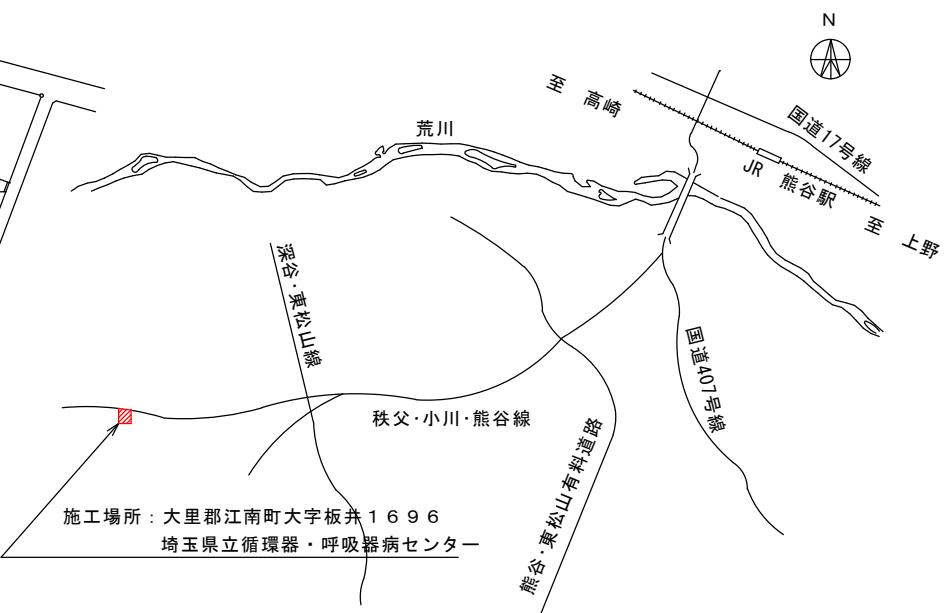 N
至 高崎
国道17号線
荒川
JR 熊谷駅
至 上野
深谷・東松山線
国道407号線
秩父・小川・熊谷線
熊谷・東松山有料道路
施工場所：大里郡江南町大字板井１６９６
埼玉県立循環器・呼吸器病センター